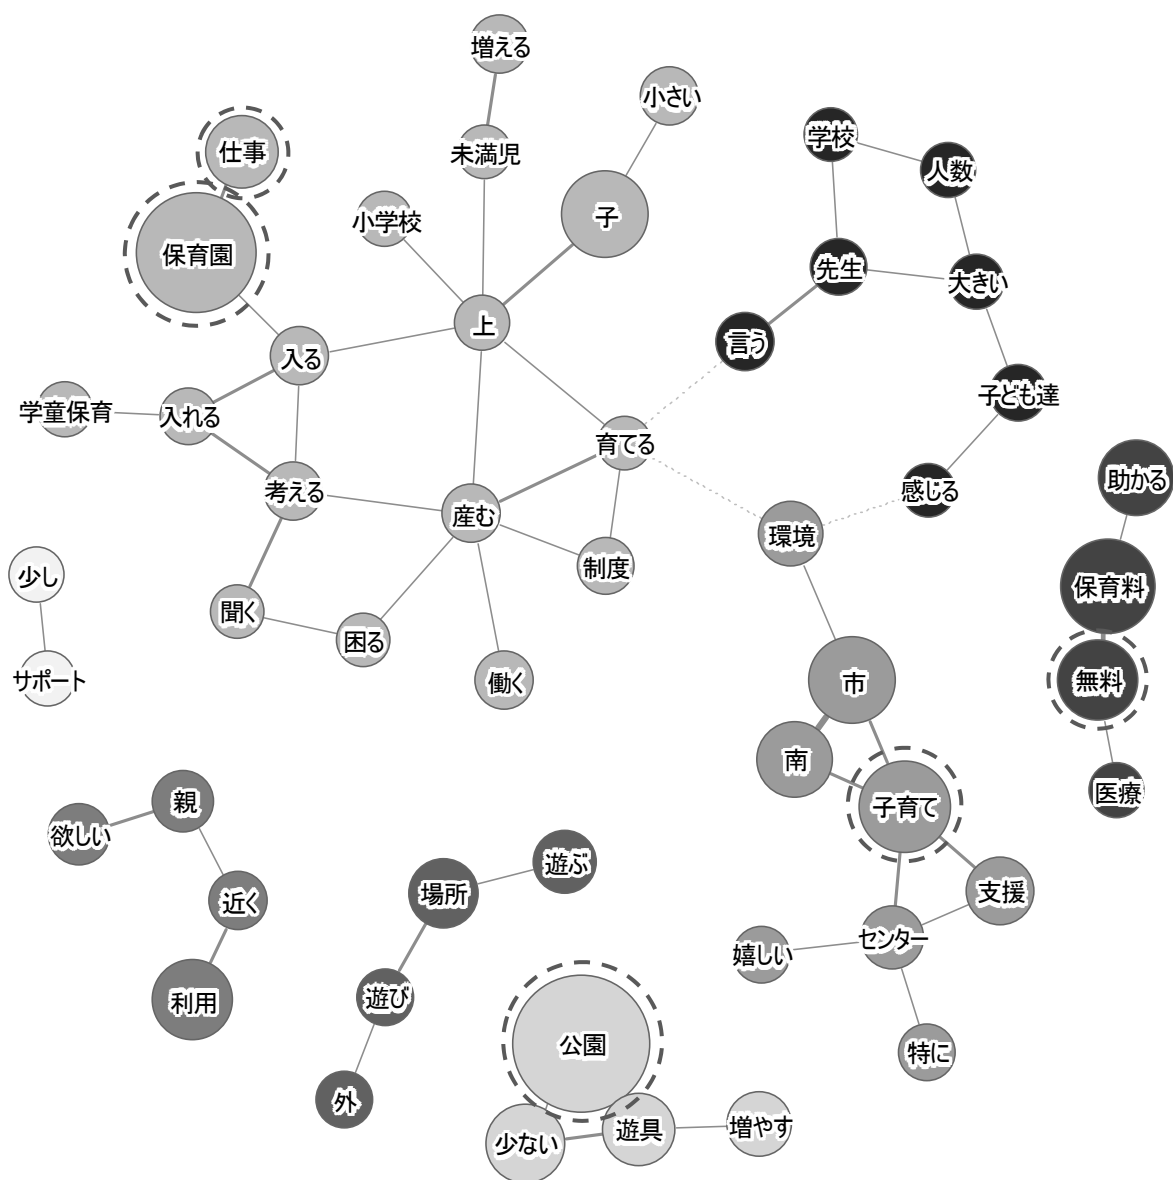 増える
小さい
学校
仕事
未満児
人数
小学校
子
保育園
先生
大きい
上
言う
入る
子ども達
学童保育
入れる
育てる
助かる
考える
感じる
産む
環境
制度
少し
保育料
聞く
困る
サポート
働く
市
無料
南
医療
親
子育て
欲しい
遊ぶ
場所
支援
近く
センター
嬉しい
利用
遊び
公園
特に
外
遊具
増やす
少ない